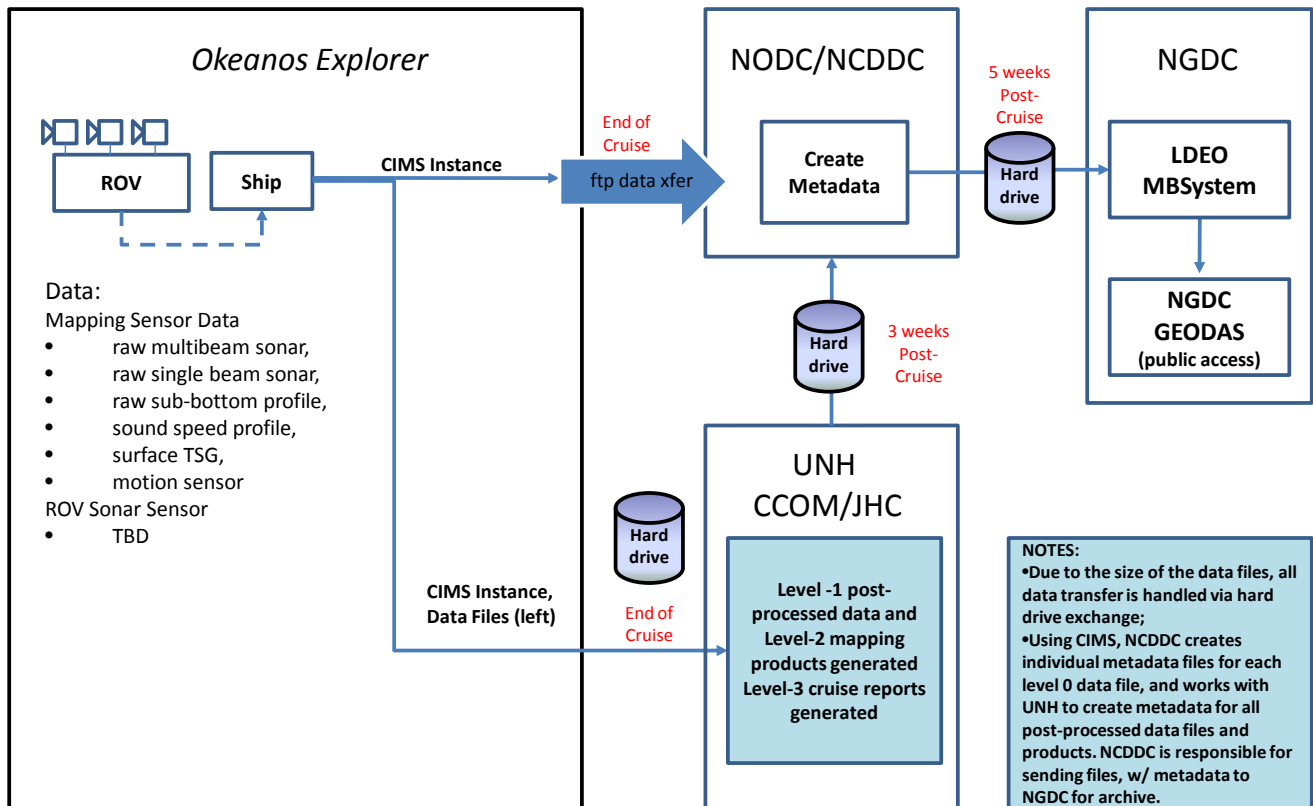 Okeanos Explorer
ROV
Ship
CIMS Instance
Data:
Mapping Sensor Data
• raw multibeam sonar,
• raw single beam sonar,
• raw sub-bottom profile,
• sound speed profile,
• surface TSG,
• motion sensor
ROV Sonar Sensor
• TBD
CIMS Instance,
Data Files (left)
End of
Cruise
ftp data xfer
NODC/NCDDC
Create
Metadata
5 weeks
Post-
Cruise
Hard
drive
NGDC
LDEO
MBSystem
NGDC
GEODAS
(public access)
Hard
drive
3 weeks
Post-
Cruise
Hard
drive
End of
Cruise
UNH
CCOM/JHC
Level -1 post-
processed data and
Level-2 mapping
products generated
Level-3 cruise reports
generated
NOTES:
•Due to the size of the data files, all
data transfer is handled via hard
drive exchange;
•Using CIMS, NCDDC creates
individual metadata files for each
level 0 data file, and works with
UNH to create metadata for all
post-processed data files and
products. NCDDC is responsible for
sending files, w/ metadata to
NGDC for archive.